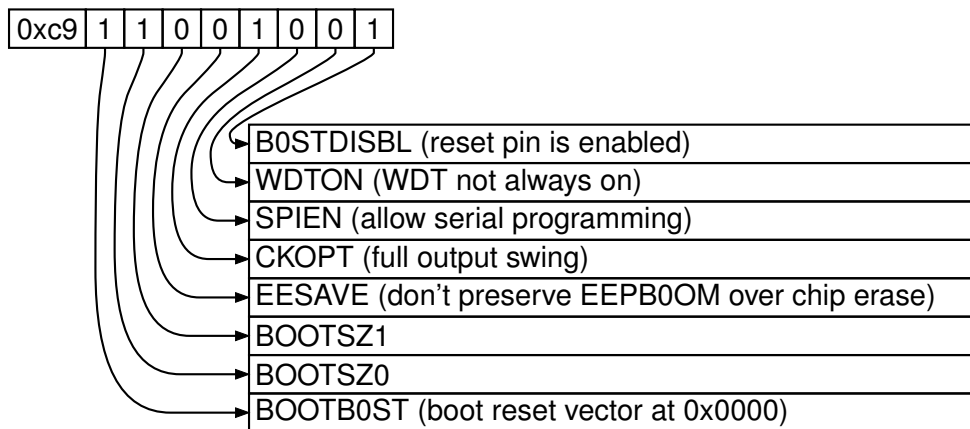 0xc9 1 1 0 0 1 0 0 1
B0STDISBL (reset pin is enabled)
WDTON (WDT not always on)
SPIEN (allow serial programming)
CKOPT (full output swing)
EESAVE (don't preserve EEPB0OM over chip erase)
BOOTSZ1
BOOTSZ0
BOOTB0ST (boot reset vector at 0x0000)